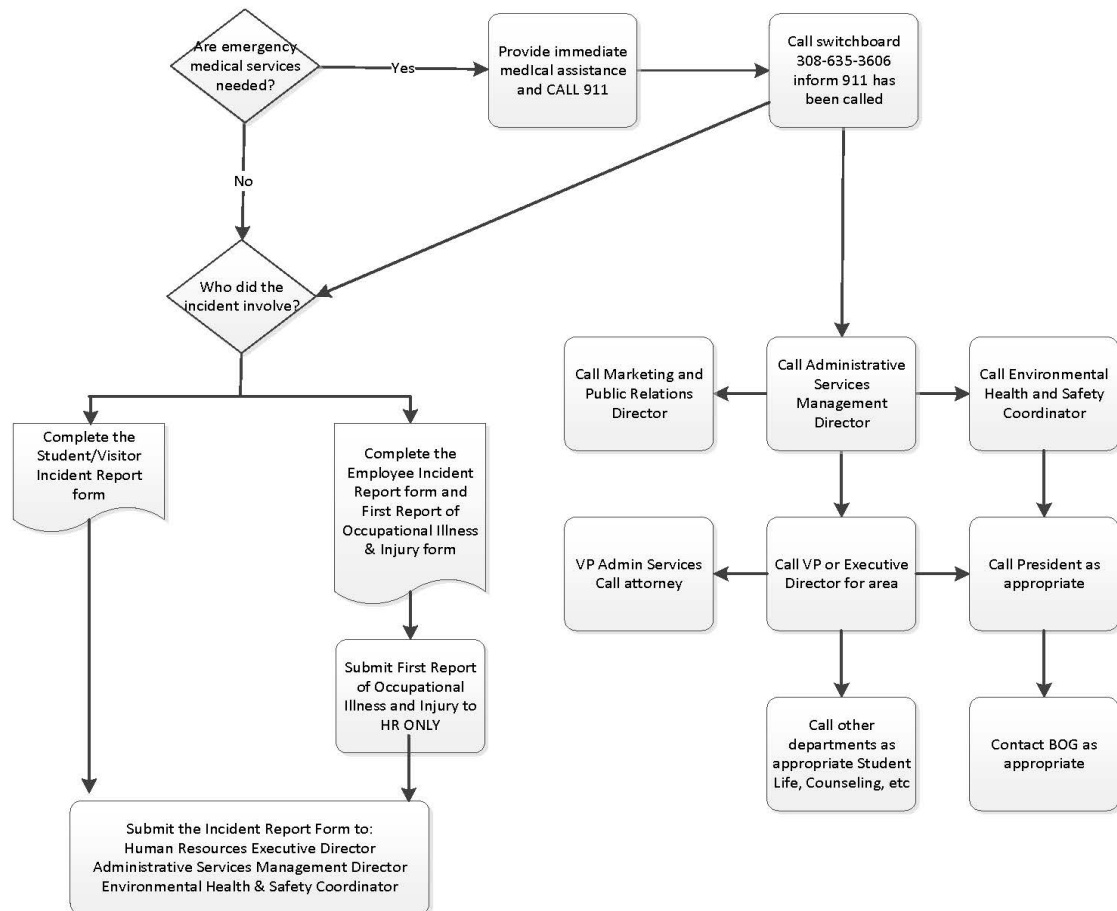 Are emergency
medical services
needed?
Yes
Provide immediate
medical assistance
and CALL 911
Call switchboard
308-635-3606
inform 911 has
been called
No
Who did the
incident involve?
Call Marketing and
Public Relations
Director
Call Administrative
Services
Management
Director
Call Environmental
Health and Safety
Coordinator
Complete the
Student/Visitor
Incident Report
form
Complete the
Employee Incident
Report form and
First Report of
Occupational Illness
& Injury form
VP Admin Services
Call attorney
Call VP or Executive
Director for area
Call President as
appropriate
Submit First Report
of Occupational
Illness and Injury to
HR ONLY
Call other
departments as
appropriate Student
Life, Counseling, etc
Contact BOG as
appropriate
Submit the Incident Report Form to:
Human Resources Executive Director
Administrative Services Management Director
Environmental Health & Safety Coordinator